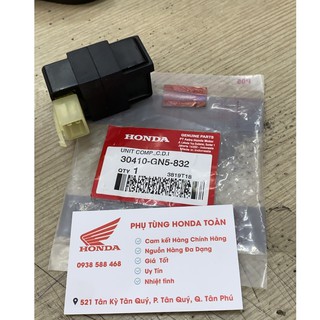 HONDA
GENUINE PARTS
UNIT COMP.,C.D.I
30410-GN5-832
QTY 1
3819T18
PHỤ TÙNG HONDA TOÀN
Cam kết Hàng Chính Hãng
Nguồn Hàng Đa Dạng
Giá Tốt
Uy Tín
Nhiệt tình
HONDA
0938 588 468
521 Tân Kỳ Tân Quý, P. Tân Quý, Q. Tân Phú